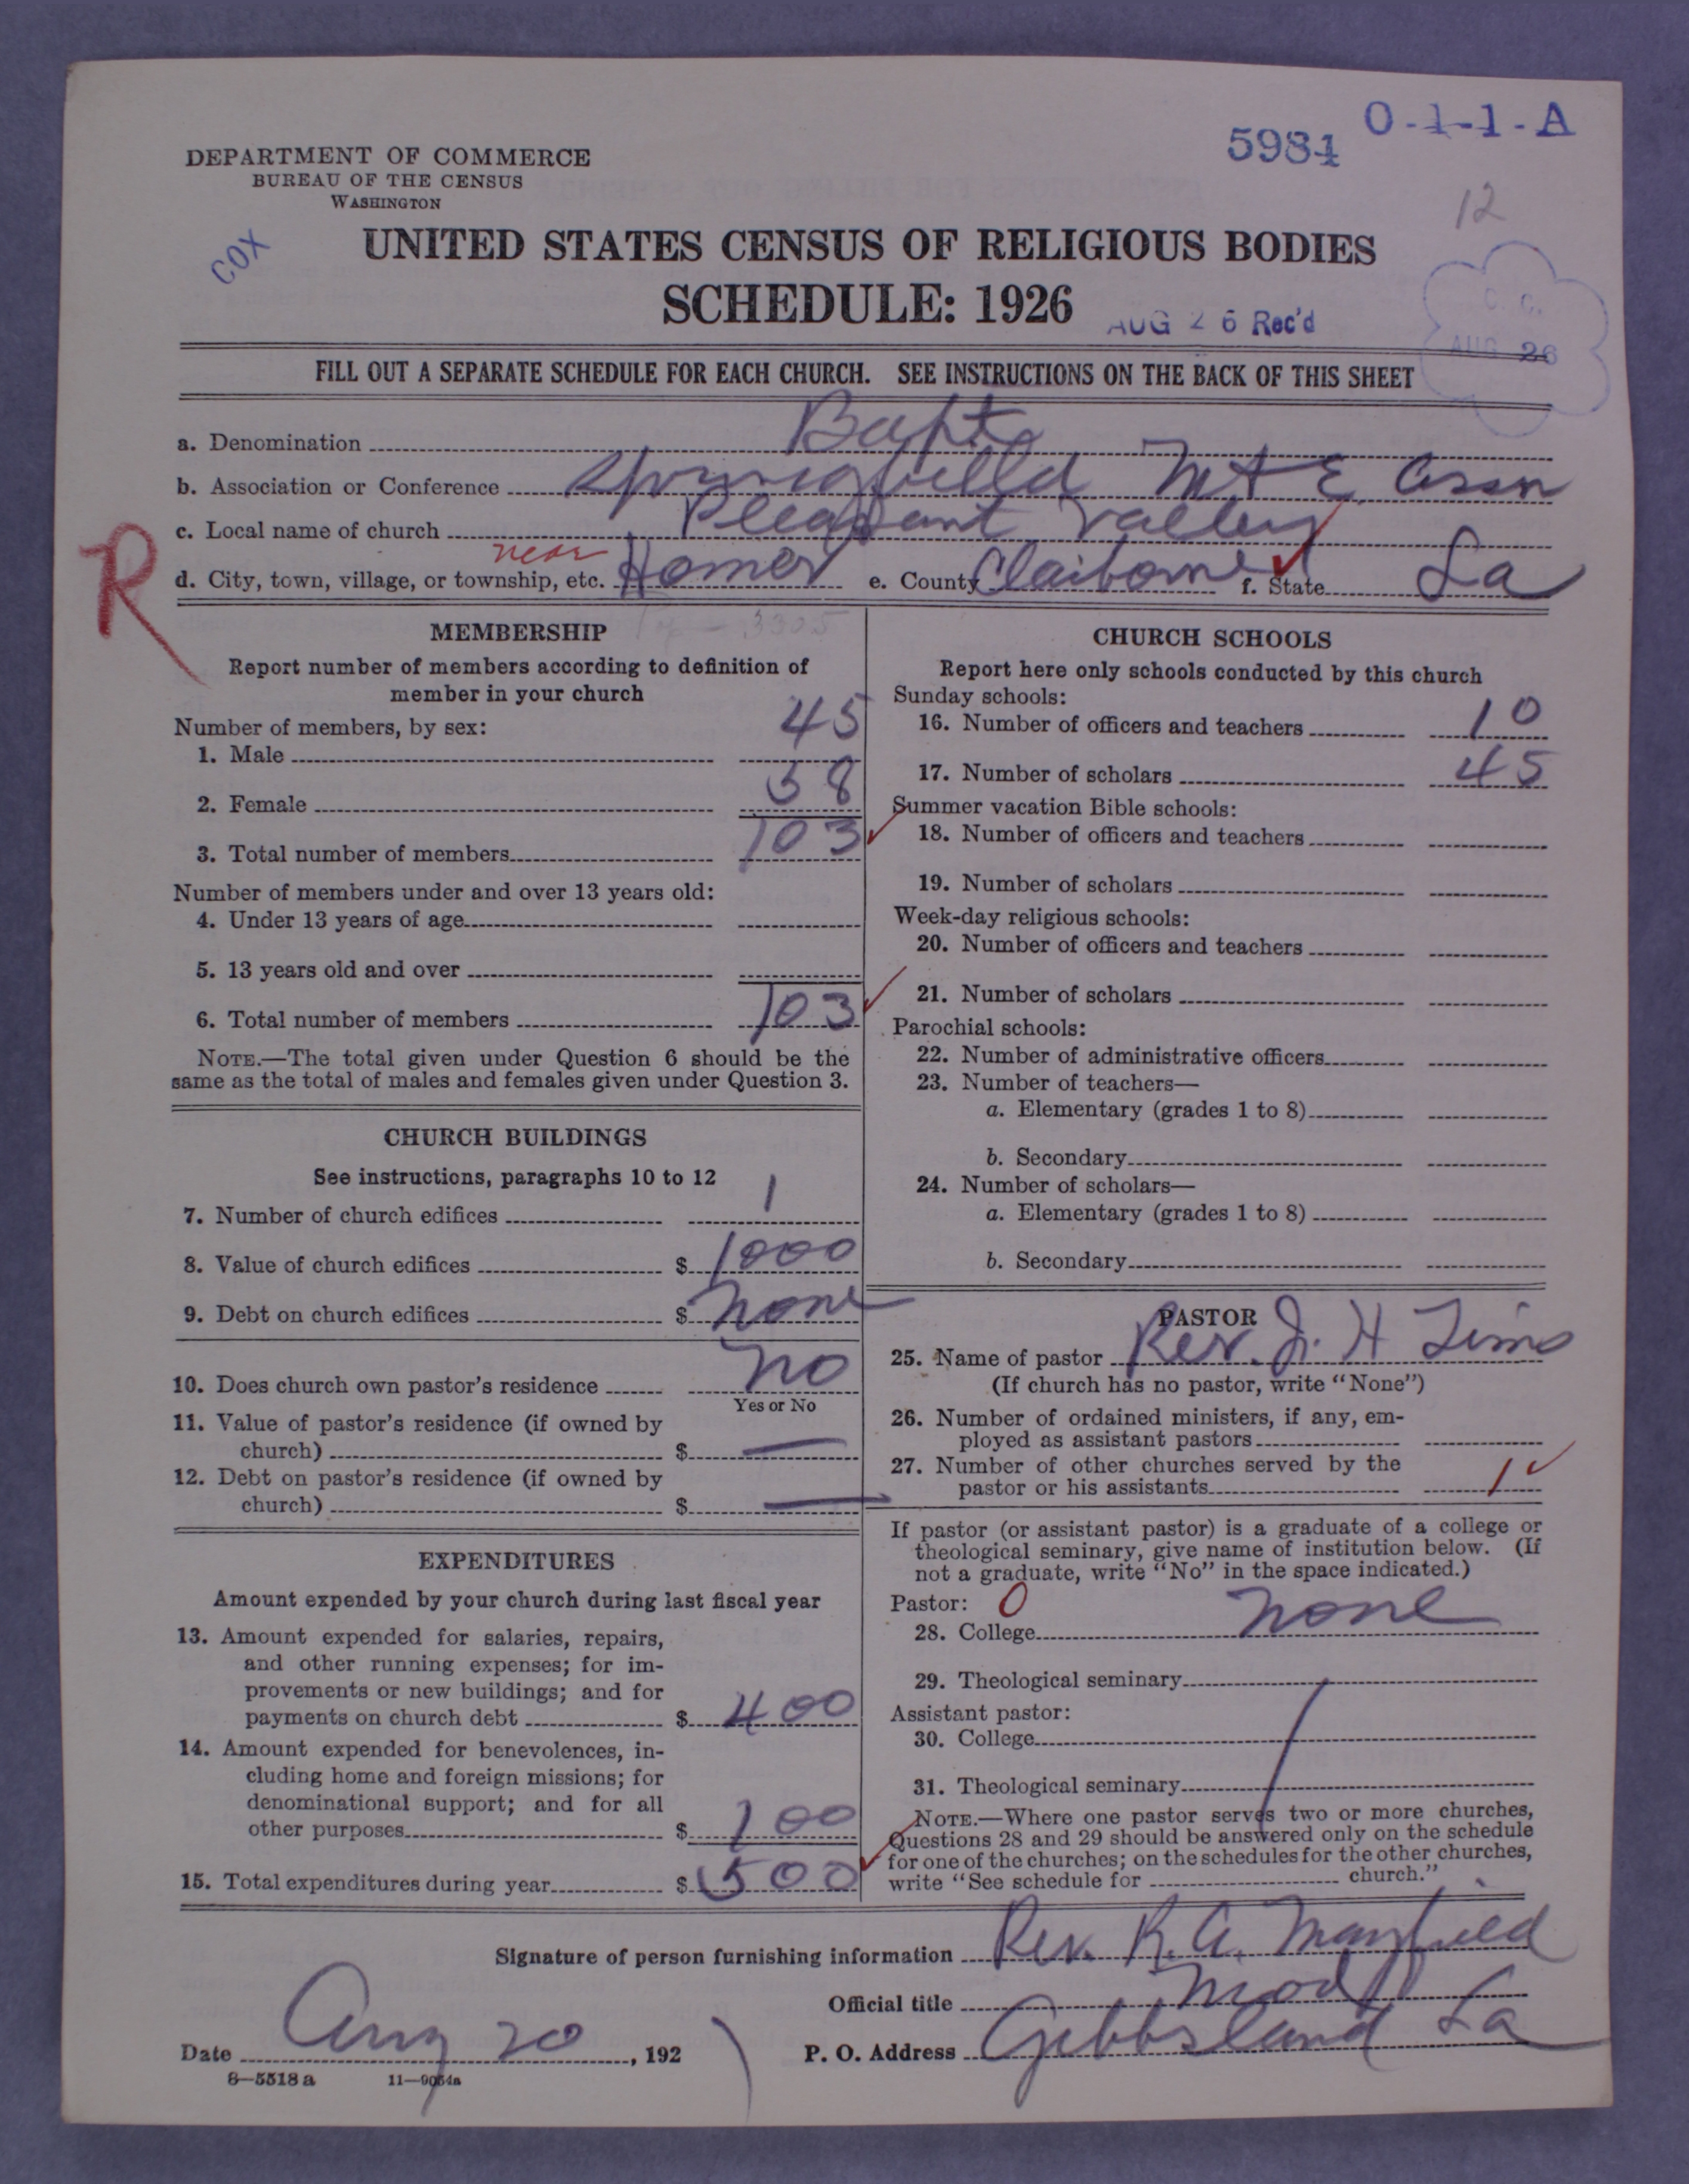 0-1-1-A
5984
DEPARTMENT OF COMMERCE
BUREAU OF THE CENSUS
WASHINGTON
12
COX
UNITED STATES CENSUS OF RELIGIOUS BODIES
SCHEDULE: 1926
AUG 26 Rec'd
C. C.
AUG 26
FILL OUT A SEPARATE SCHEDULE FOR EACH CHURCH. SEE INSTRUCTIONS ON THE BACK OF THIS SHEET
a. Denomination Bapt
b. Association or Conference Springfield Mt E Assn
c. Local name of church Pleasant Valley
R
d. City, town, village, or township, etc. near Homer e. County Claiborne f. State La
MEMBERSHIP
Report number of members according to definition of
member in your church
Number of members, by sex:
1. Male 45
2. Female 58
3. Total number of members 103
Number of members under and over 13 years old:
4. Under 13 years of age
5. 13 years old and over
6. Total number of members 103
NOTE.—The total given under Question 6 should be the
same as the total of males and females given under Question 3.
CHURCH BUILDINGS
See instructions, paragraphs 10 to 12
7. Number of church edifices 1
8. Value of church edifices $ 1000
9. Debt on church edifices $ none
10. Does church own pastor's residence no
Yes or No
11. Value of pastor's residence (if owned by
church) $ —
12. Debt on pastor's residence (if owned by
church) $ —
EXPENDITURES
Amount expended by your church during last fiscal year
13. Amount expended for salaries, repairs,
and other running expenses; for im-
provements or new buildings; and for
payments on church debt $ 400
14. Amount expended for benevolences, in-
cluding home and foreign missions; for
denominational support; and for all
other purposes $ 100
15. Total expenditures during year $ 500
CHURCH SCHOOLS
Report here only schools conducted by this church
Sunday schools:
16. Number of officers and teachers 10
17. Number of scholars 45
Summer vacation Bible schools:
18. Number of officers and teachers
19. Number of scholars
Week-day religious schools:
20. Number of officers and teachers
21. Number of scholars
Parochial schools:
22. Number of administrative officers
23. Number of teachers—
a. Elementary (grades 1 to 8)
b. Secondary
24. Number of scholars—
a. Elementary (grades 1 to 8)
b. Secondary
PASTOR
25. Name of pastor Rev. J. H Sims
(If church has no pastor, write "None")
26. Number of ordained ministers, if any, em-
ployed as assistant pastors
27. Number of other churches served by the
pastor or his assistants 1
If pastor (or assistant pastor) is a graduate of a college or
theological seminary, give name of institution below. (If
not a graduate, write "No" in the space indicated.)
Pastor: 0
28. College none
29. Theological seminary
Assistant pastor:
30. College
31. Theological seminary
NOTE.—Where one pastor serves two or more churches,
Questions 28 and 29 should be answered only on the schedule
for one of the churches; on the schedules for the other churches,
write "See schedule for church."
Signature of person furnishing information Rev. R. A. Mayfield
Official title Mod
Date Aug 20, 192 P. O. Address Gibbsland La
8—5518 a 11—9054a